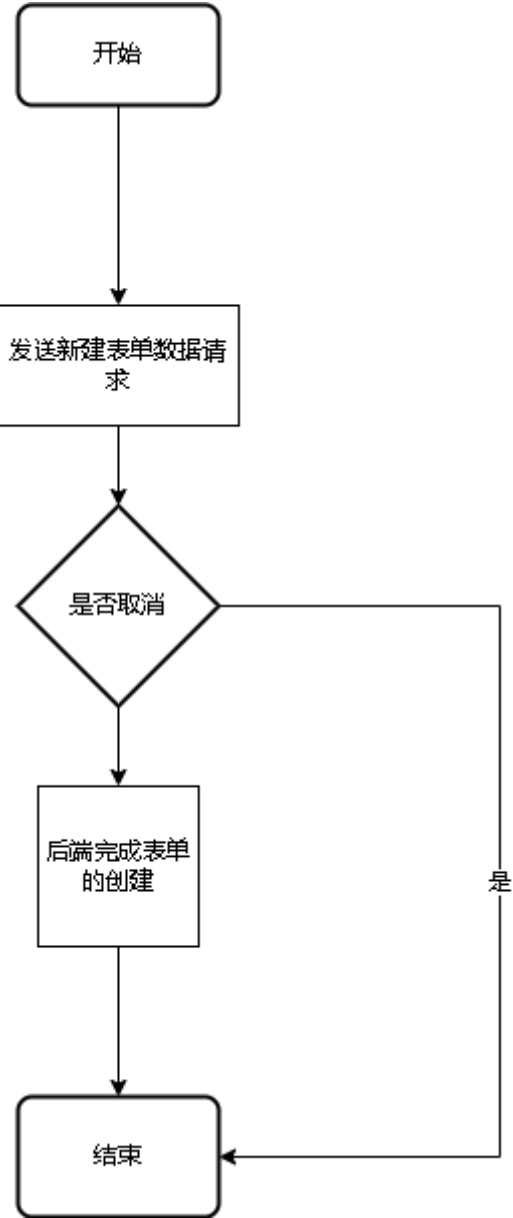 开始
发送新建表单数据请
求
是否取消
后端完成表单
的创建
是
结束